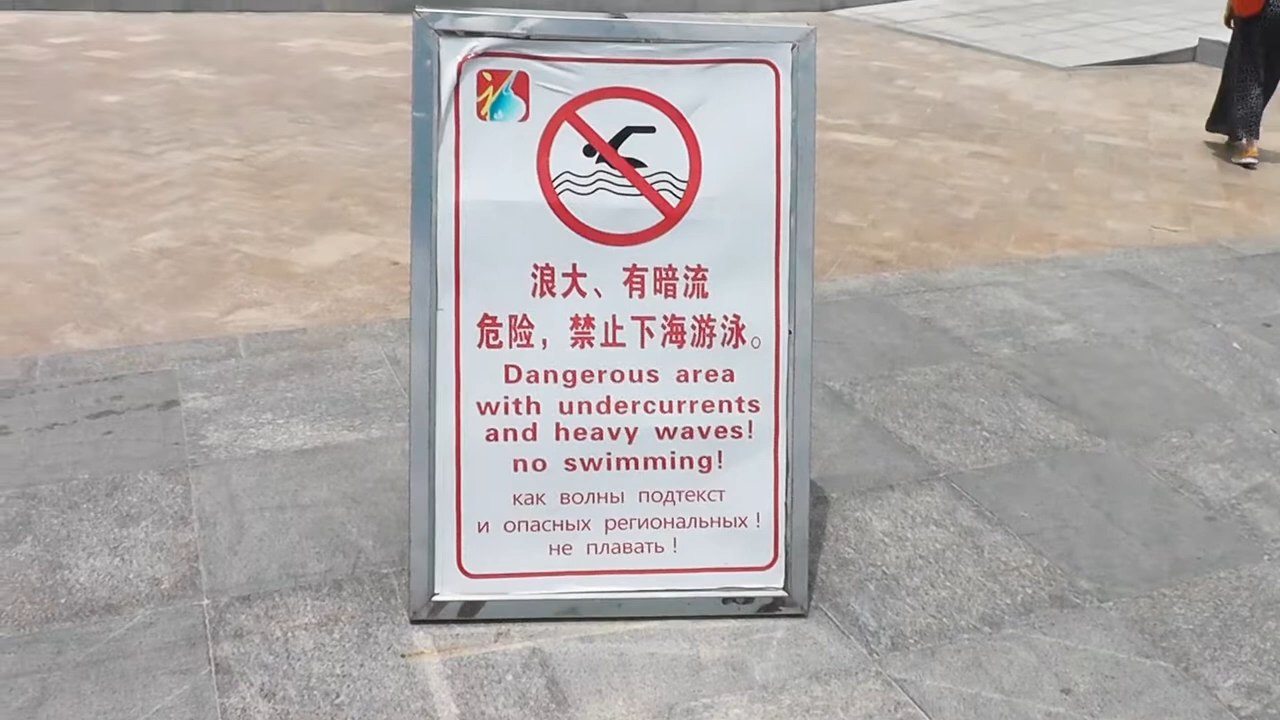 浪大、有暗流
危险，禁止下海游泳。
Dangerous area
with undercurrents
and heavy waves!
no swimming!
как волны подтекст
и опасных региональных !
не плавать !